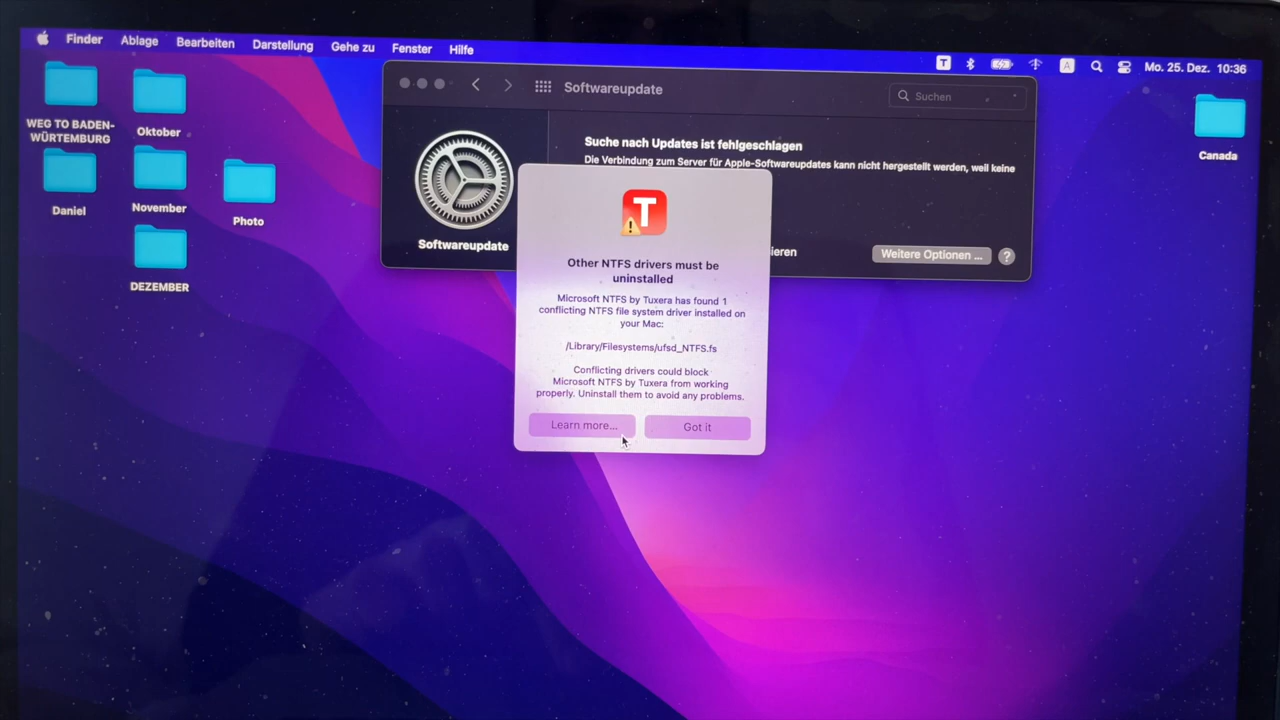 Finder Ablage Bearbeiten Darstellung Gehe zu Fenster Hilfe
T A Mo. 25. Dez. 10:36
WEG TO BADEN-
WÜRTEMBURG
Oktober
Daniel
November
Photo
DEZEMBER
Canada
Softwareupdate
Suchen
Suche nach Updates ist fehlgeschlagen
Die Verbindung zum Server für Apple-Softwareupdates kann nicht hergestellt werden, weil keine
Softwareupdate
ieren
Weitere Optionen ... ?
T
Other NTFS drivers must be
uninstalled
Microsoft NTFS by Tuxera has found 1
conflicting NTFS file system driver installed on
your Mac:
/Library/Filesystems/ufsd_NTFS.fs
Conflicting drivers could block
Microsoft NTFS by Tuxera from working
properly. Uninstall them to avoid any problems.
Learn more... Got it